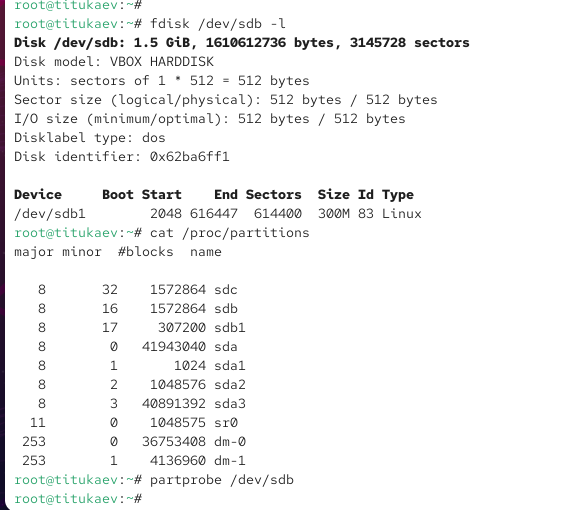 root@titukaev:~#
root@titukaev:~# fdisk /dev/sdb -l
Disk /dev/sdb: 1.5 GiB, 1610612736 bytes, 3145728 sectors
Disk model: VBOX HARDDISK
Units: sectors of 1 * 512 = 512 bytes
Sector size (logical/physical): 512 bytes / 512 bytes
I/O size (minimum/optimal): 512 bytes / 512 bytes
Disklabel type: dos
Disk identifier: 0x62ba6ff1

Device     Boot Start    End Sectors  Size Id Type
/dev/sdb1        2048 616447  614400  300M 83 Linux
root@titukaev:~# cat /proc/partitions
major minor  #blocks  name

   8       32    1572864 sdc
   8       16    1572864 sdb
   8       17     307200 sdb1
   8        0   41943040 sda
   8        1       1024 sda1
   8        2    1048576 sda2
   8        3   40891392 sda3
  11        0    1048575 sr0
 253        0   36753408 dm-0
 253        1    4136960 dm-1
root@titukaev:~# partprobe /dev/sdb
root@titukaev:~#